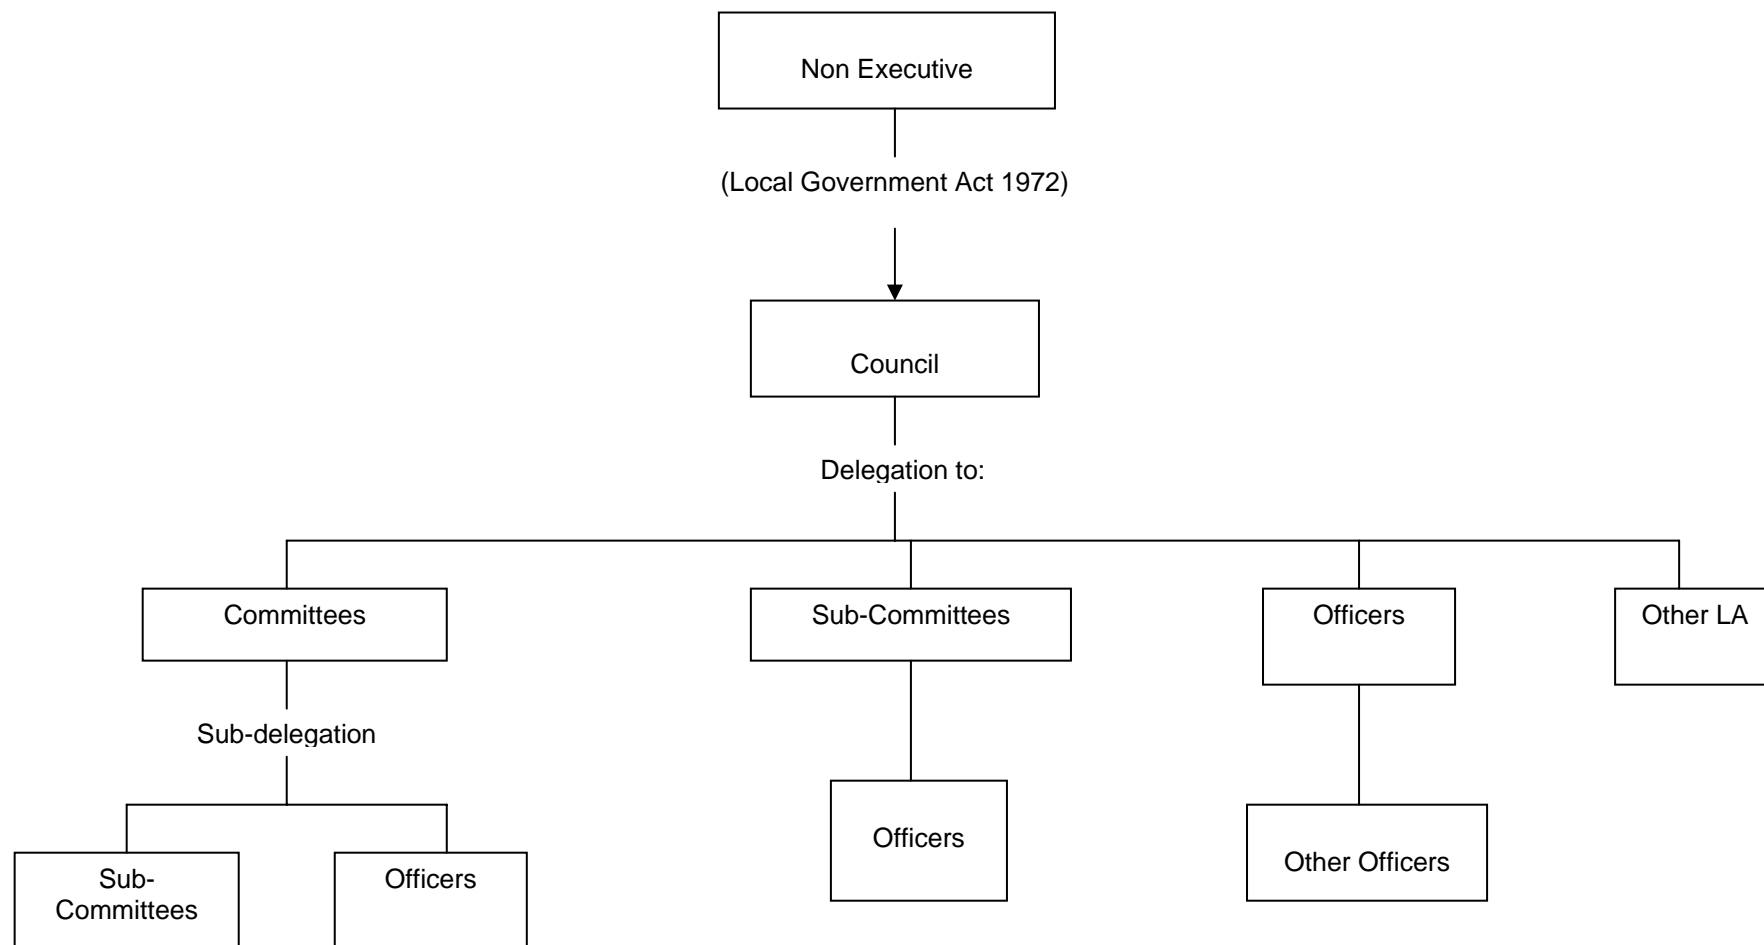 Non Executive
(Local Government Act 1972)
Council
Delegation to:
Committees
Sub-Committees
Officers
Other LA
Sub-delegation
Officers
Other Officers
Sub-
Committees
Officers